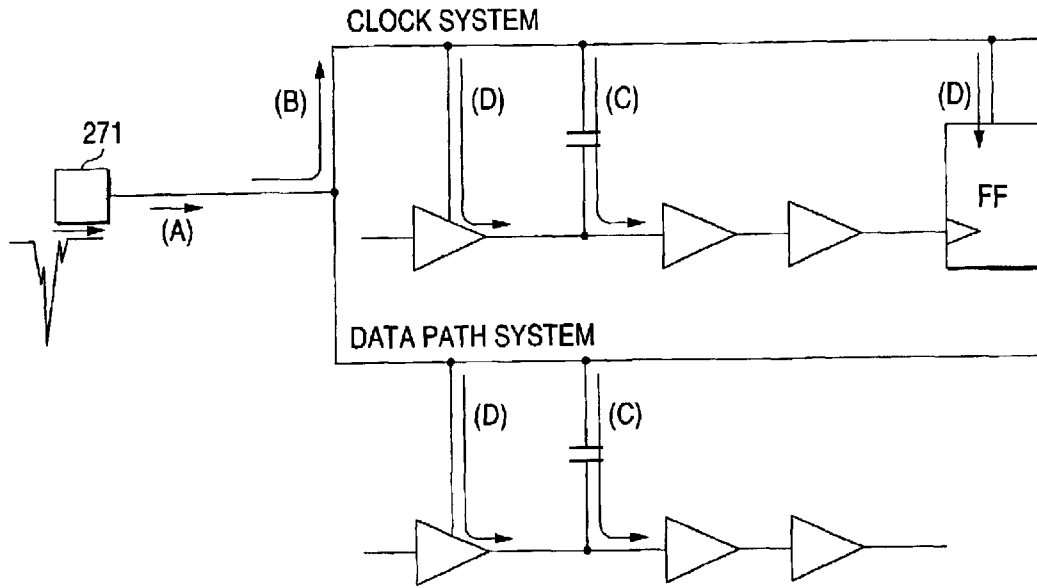 CLOCK SYSTEM
(B)
(D)
(C)
(D)
271
(A)
FF
DATA PATH SYSTEM
(D)
(C)